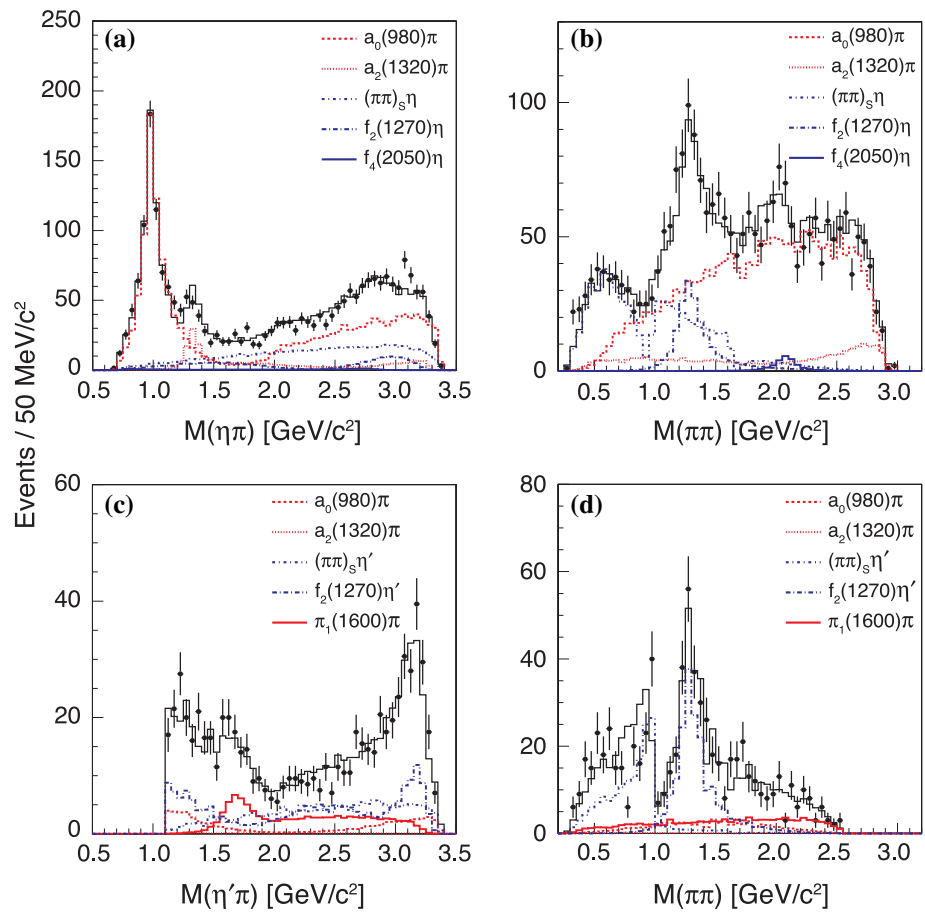 Events / 50 MeV/c²
(a)
a₀(980)π
a₂(1320)π
(ππ)ₛη
f₂(1270)η
f₄(2050)η
250
200
150
100
50
0
0.5 1.0 1.5 2.0 2.5 3.0 3.5
M(ηπ) [GeV/c²]
(b)
a₀(980)π
a₂(1320)π
(ππ)ₛη
f₂(1270)η
f₄(2050)η
100
50
0
0.5 1.0 1.5 2.0 2.5 3.0
M(ππ) [GeV/c²]
(c)
a₀(980)π
a₂(1320)π
(ππ)ₛη′
f₂(1270)η′
π₁(1600)π
60
40
20
0
0.5 1.0 1.5 2.0 2.5 3.0 3.5
M(η′π) [GeV/c²]
(d)
a₀(980)π
a₂(1320)π
(ππ)ₛη′
f₂(1270)η′
π₁(1600)π
80
60
40
20
0
0.5 1.0 1.5 2.0 2.5 3.0
M(ππ) [GeV/c²]